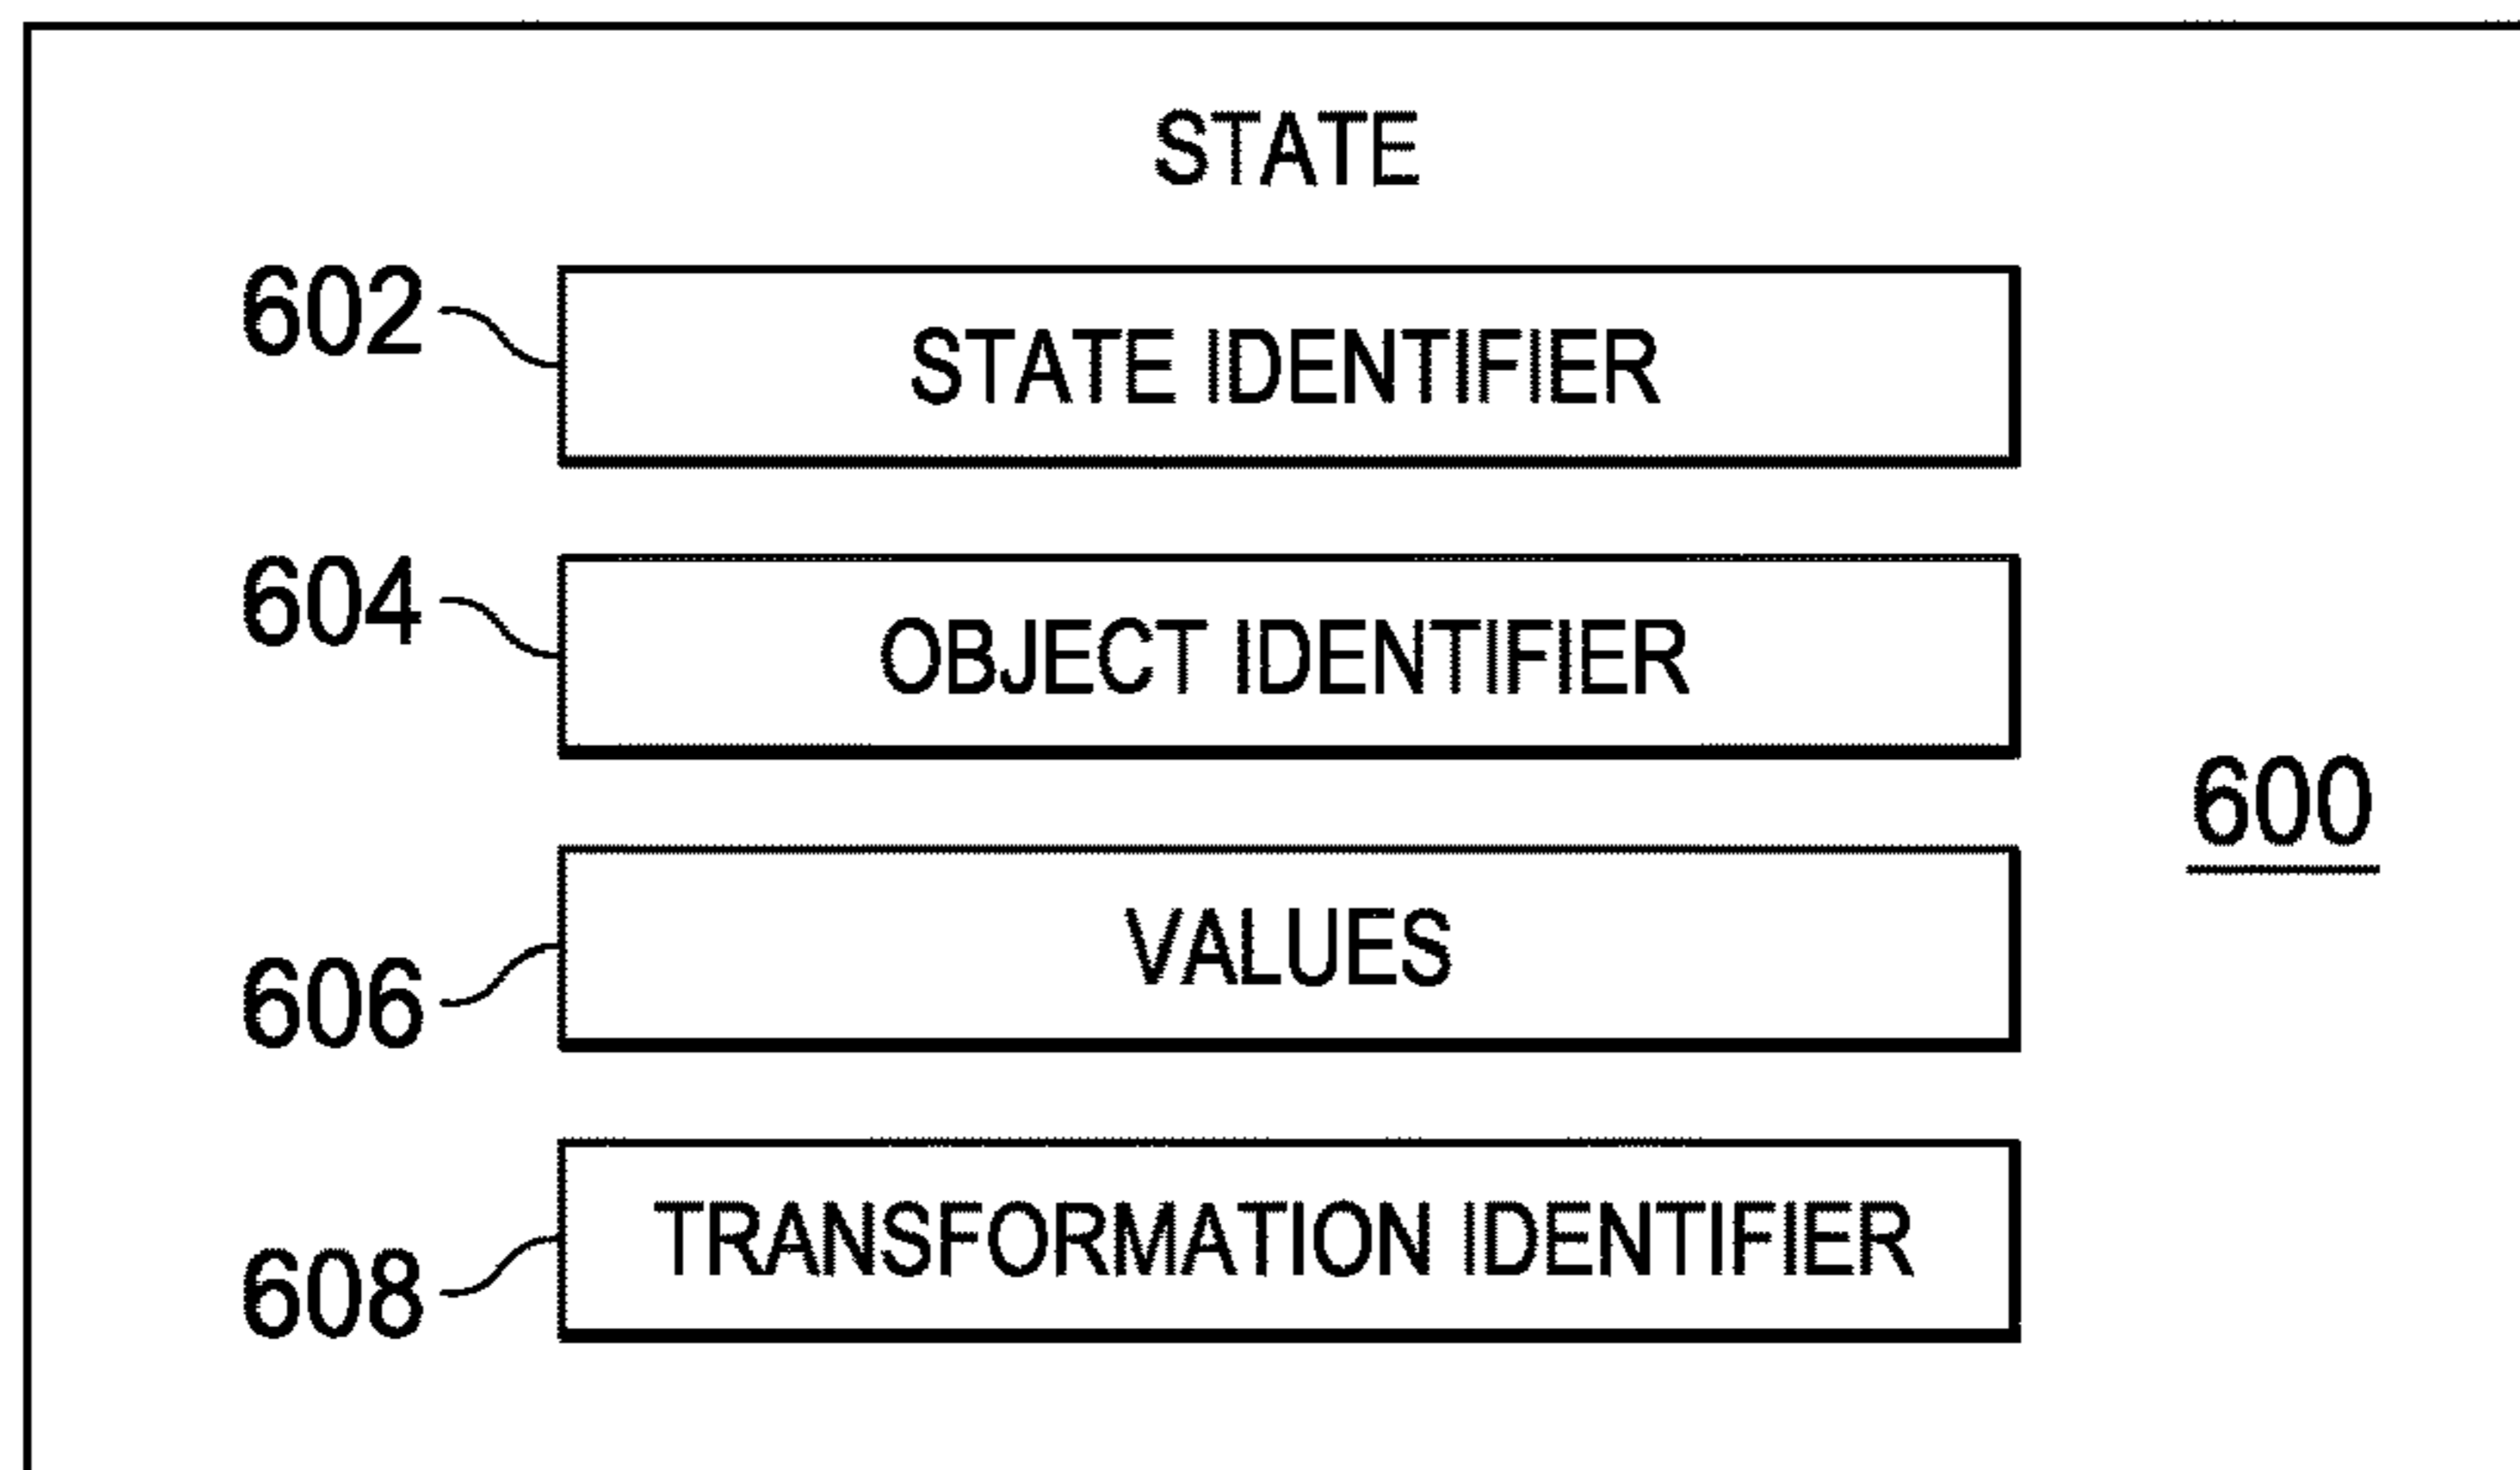 STATE
602
STATE IDENTIFIER
604
OBJECT IDENTIFIER
600
606
VALUES
608
TRANSFORMATION IDENTIFIER